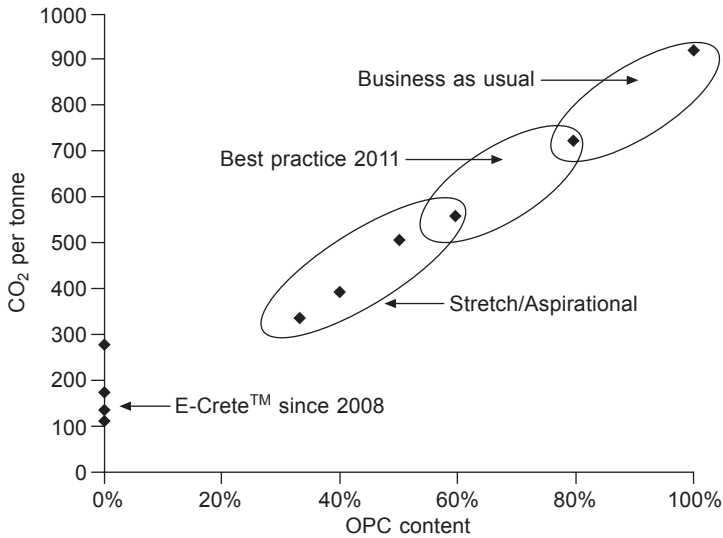 1000
900
800
700
600
500
400
300
200
100
0
CO₂ per tonne
Business as usual
Best practice 2011
Stretch/Aspirational
E-Crete™ since 2008
0%
20%
40%
60%
80%
100%
OPC content